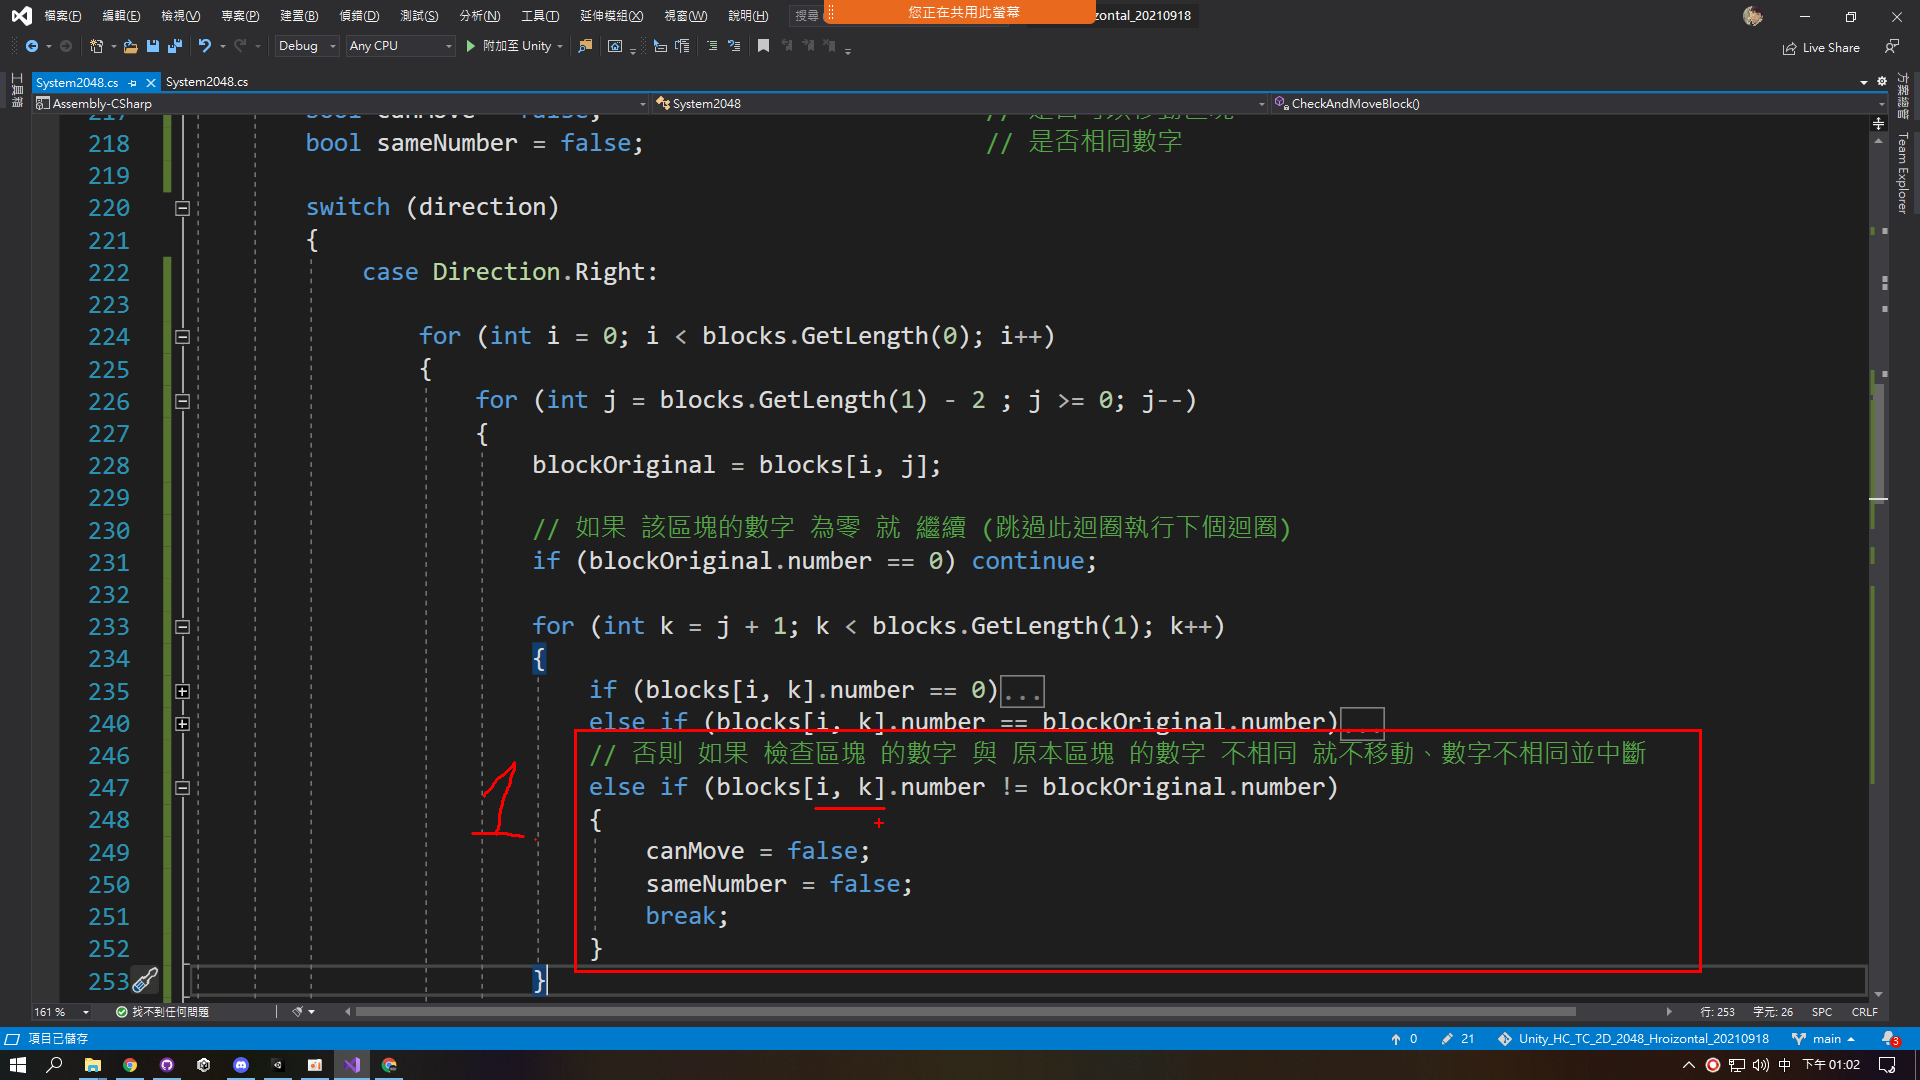 檔案(F) 編輯(E) 檢視(V) 專案(P) 建置(B) 偵錯(D) 測試(S) 分析(N) 工具(T) 延伸模組(X) 視窗(W) 說明(H) 搜尋 您正在共用此螢幕 izontal_20210918
Debug Any CPU 附加至 Unity Live Share
System2048.cs System2048.cs
Assembly-CSharp System2048 CheckAndMoveBlock()
工具箱
方案總管
Team Explorer
218 bool sameNumber = false; // 是否相同數字
219
220 switch (direction)
221 {
222 case Direction.Right:
223
224 for (int i = 0; i < blocks.GetLength(0); i++)
225 {
226 for (int j = blocks.GetLength(1) - 2 ; j >= 0; j--)
227 {
228 blockOriginal = blocks[i, j];
229
230 // 如果 該區塊的數字 為零 就 繼續 (跳過此迴圈執行下個迴圈)
231 if (blockOriginal.number == 0) continue;
232
233 for (int k = j + 1; k < blocks.GetLength(1); k++)
234 {
235 if (blocks[i, k].number == 0)...
240 else if (blocks[i, k].number == blockOriginal.number)...
246 // 否則 如果 檢查區塊 的數字 與 原本區塊 的數字 不相同 就不移動、數字不相同並中斷
247 else if (blocks[i, k].number != blockOriginal.number)
248 {
249 canMove = false;
250 sameNumber = false;
251 break;
252 }
253 }
1
161 % 找不到任何問題 行: 253 字元: 26 SPC CRLF
項目已儲存 0 21 Unity_HC_TC_2D_2048_Hroizontal_20210918 main 3
中 下午 01:02